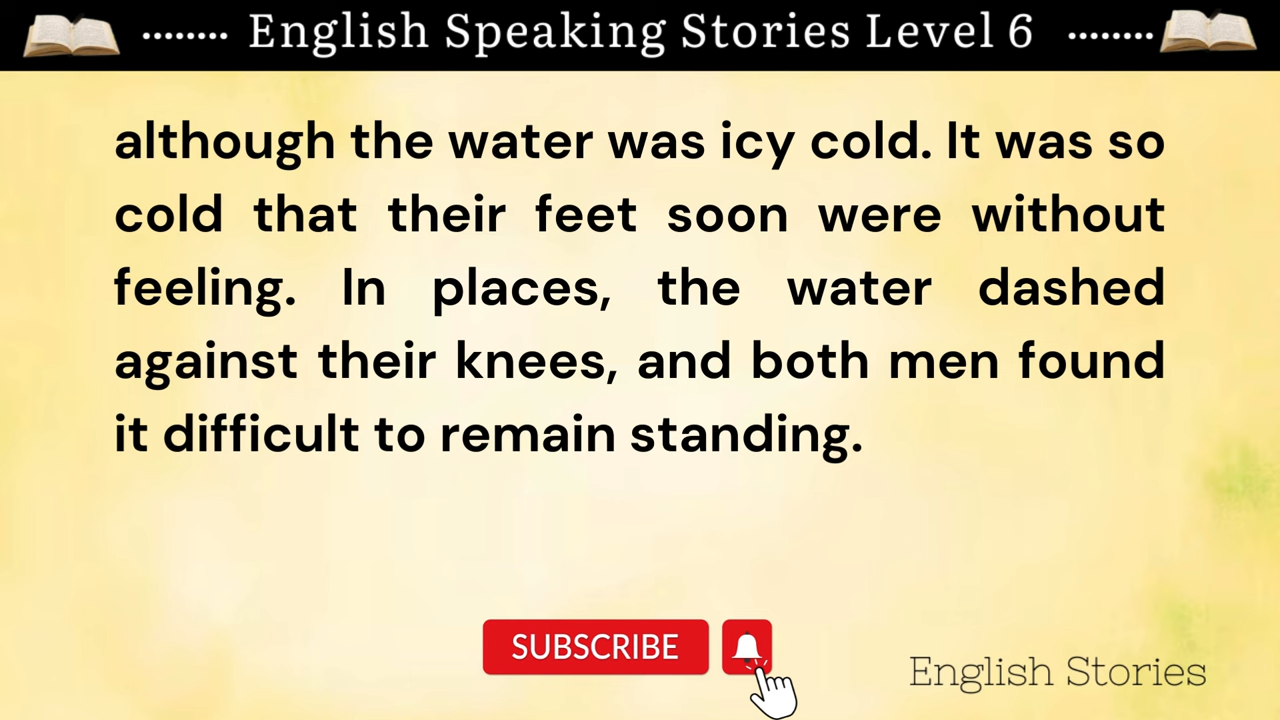 English Speaking Stories Level 6
although the water was icy cold. It was so
cold that their feet soon were without
feeling. In places, the water dashed
against their knees, and both men found
it difficult to remain standing.
SUBSCRIBE
English Stories